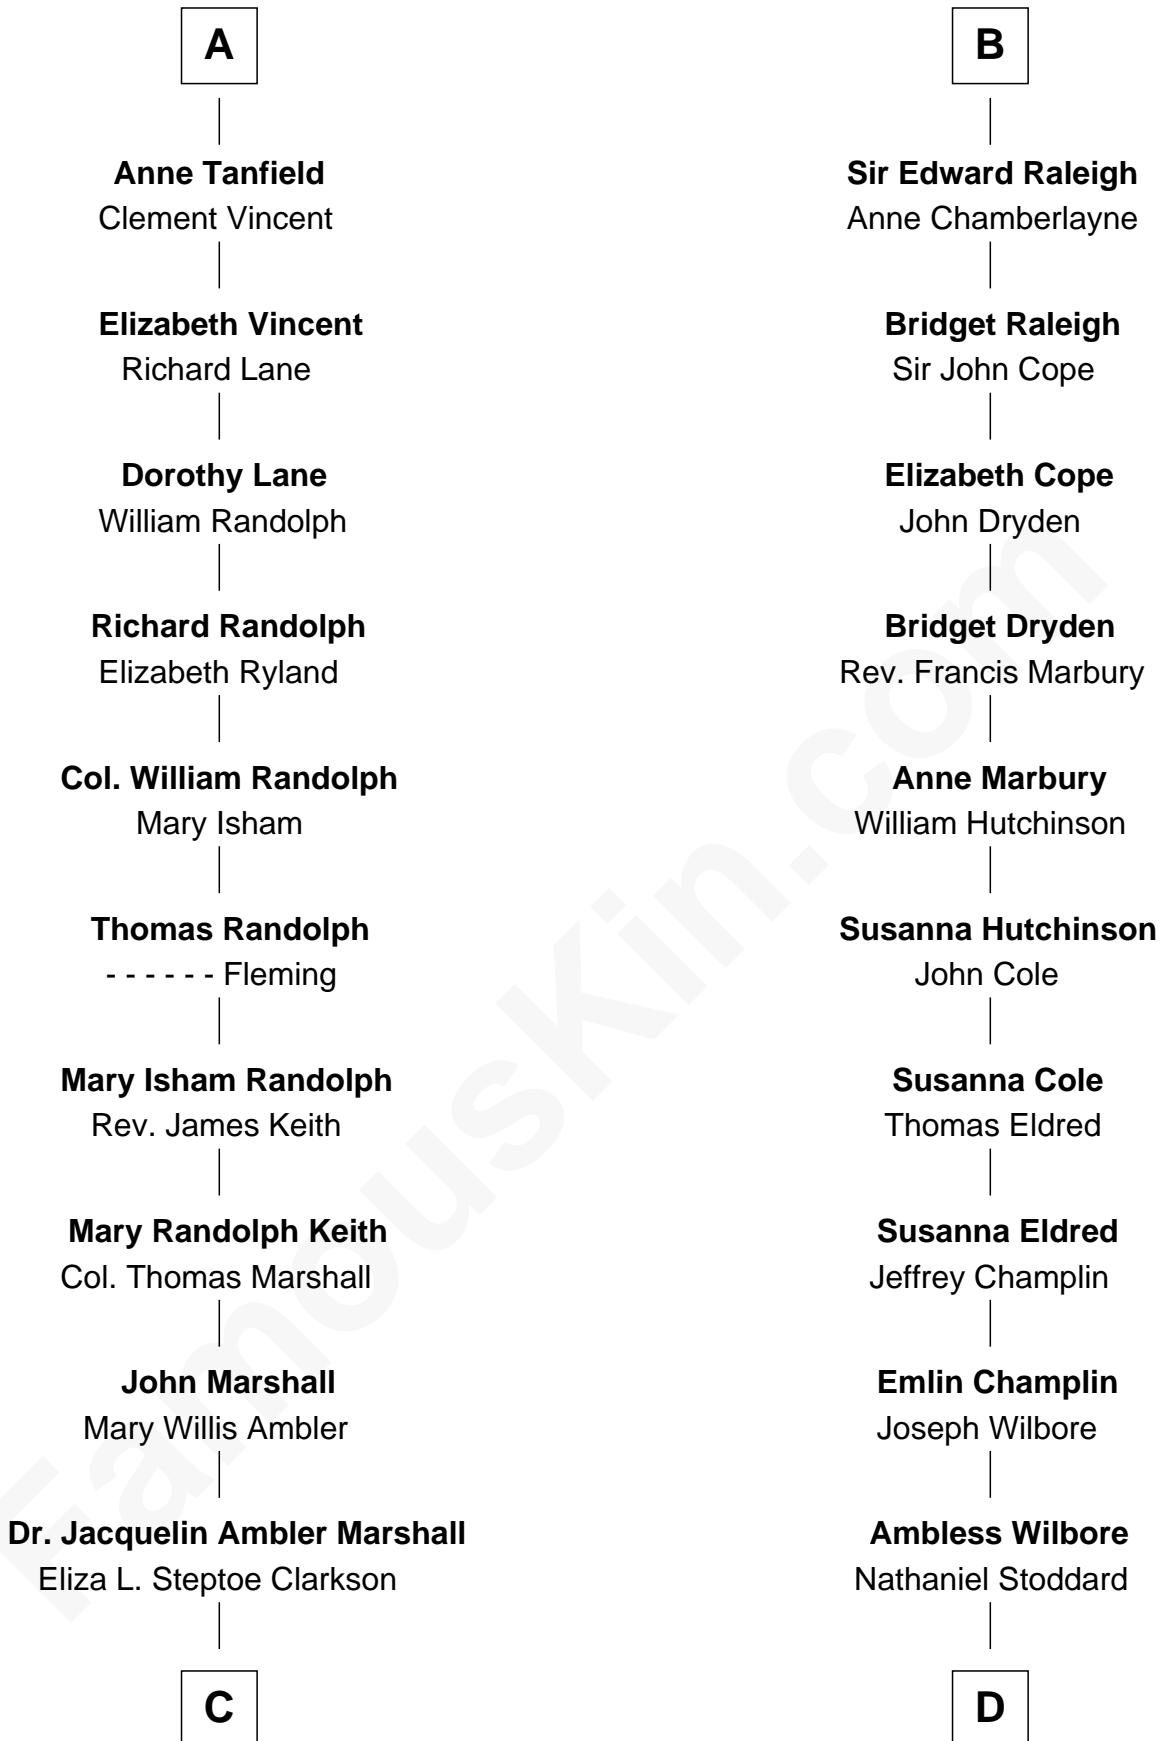 A
Anne Tanfield
Clement Vincent
Elizabeth Vincent
Richard Lane
Dorothy Lane
William Randolph
Richard Randolph
Elizabeth Ryland
Col. William Randolph
Mary Isham
Thomas Randolph
- - - - - - Fleming
Mary Isham Randolph
Rev. James Keith
Mary Randolph Keith
Col. Thomas Marshall
John Marshall
Mary Willis Ambler
Dr. Jacquelin Ambler Marshall
Eliza L. Steptoe Clarkson
C
B
Sir Edward Raleigh
Anne Chamberlayne
Bridget Raleigh
Sir John Cope
Elizabeth Cope
John Dryden
Bridget Dryden
Rev. Francis Marbury
Anne Marbury
William Hutchinson
Susanna Hutchinson
John Cole
Susanna Cole
Thomas Eldred
Susanna Eldred
Jeffrey Champlin
Emlin Champlin
Joseph Wilbore
Ambless Wilbore
Nathaniel Stoddard
D
FamousKin.com